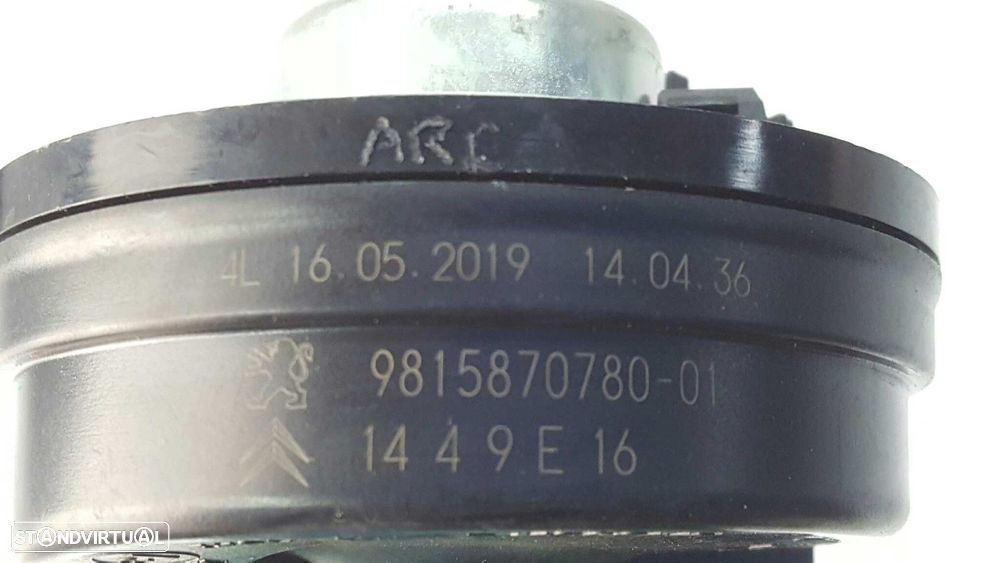 ARC
4L 16.05.2019 14.04.36
9815870780-01
14 4 9 E 16
STANDVIRTUAL